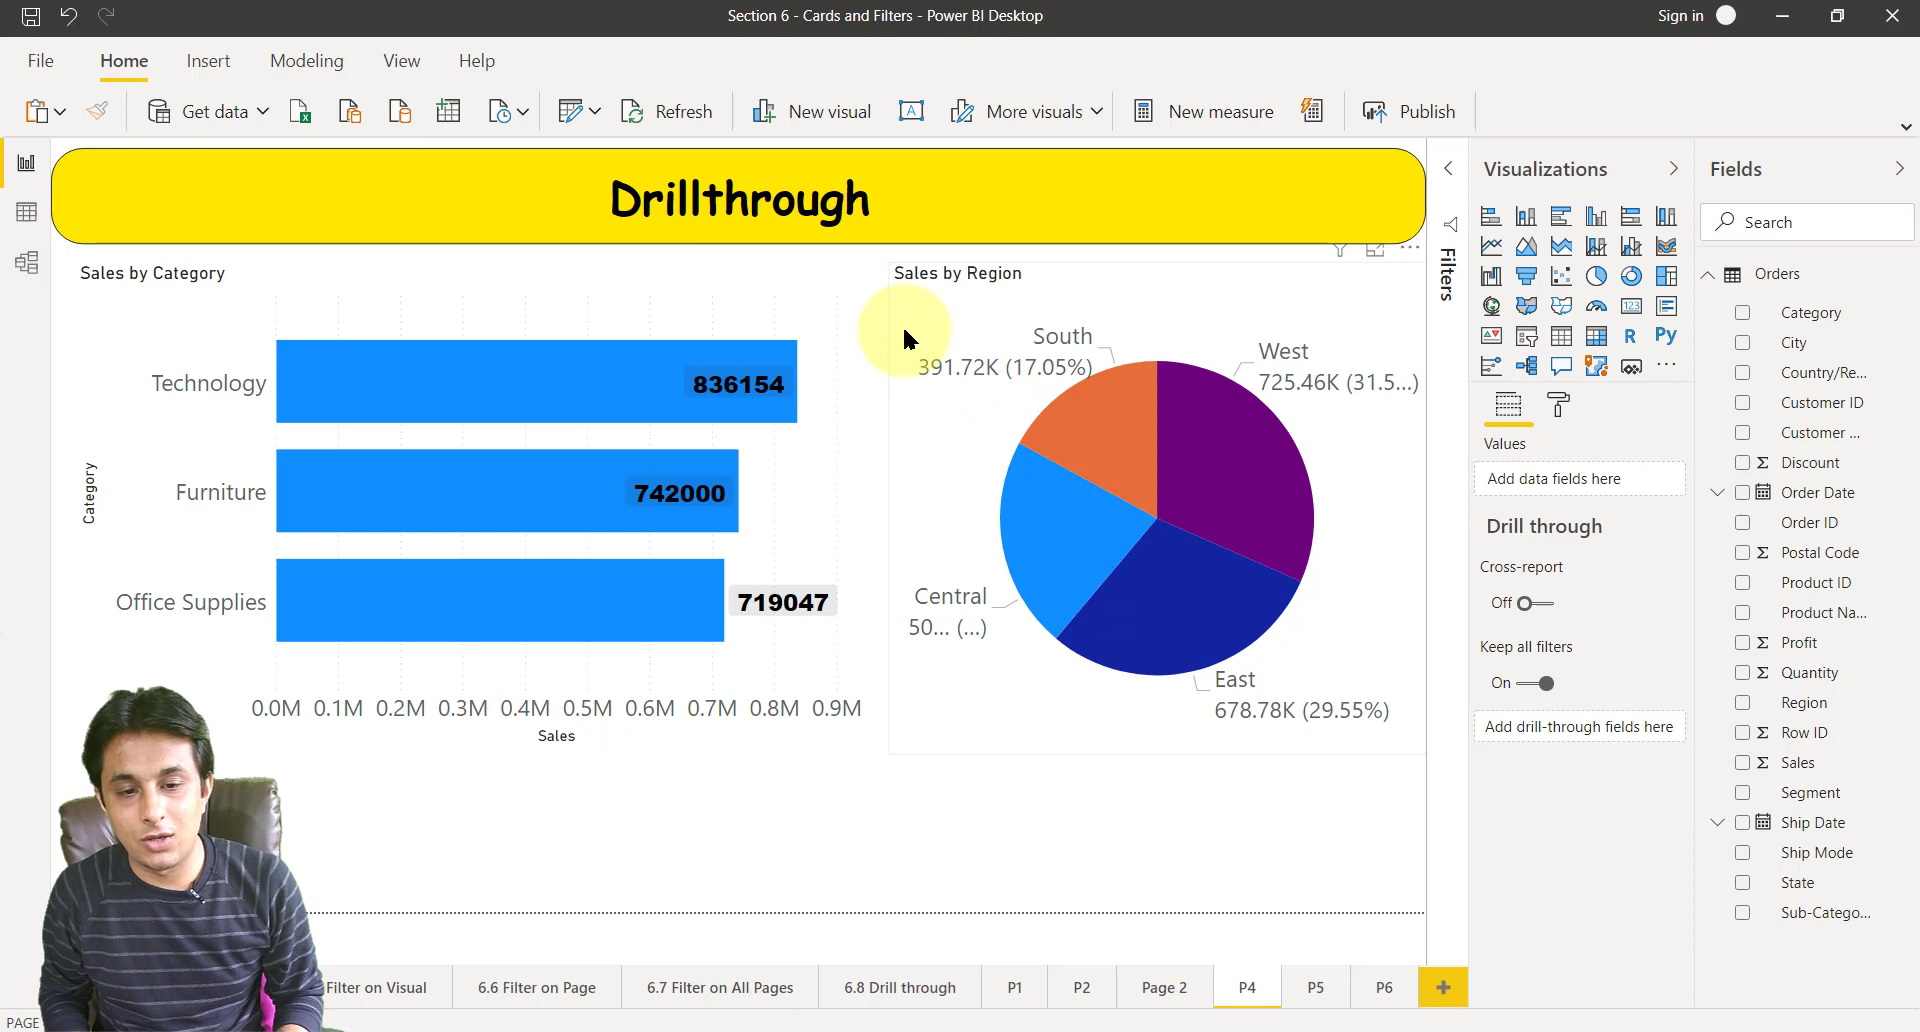 Section 6 - Cards and Filters - Power BI Desktop
Sign in
File
Home
Insert
Modeling
View
Help
Get data
Refresh
New visual
More visuals
New measure
Publish
Drillthrough
Sales by Category
Category
Technology
836154
Furniture
742000
Office Supplies
719047
0.0M 0.1M 0.2M 0.3M 0.4M 0.5M 0.6M 0.7M 0.8M 0.9M
Sales
Sales by Region
South
391.72K (17.05%)
West
725.46K (31.5...)
Central
50... (...)
East
678.78K (29.55%)
Filters
Visualizations
123
R
Py
Values
Add data fields here
Drill through
Cross-report
Off
Keep all filters
On
Add drill-through fields here
Fields
Search
Orders
Category
City
Country/Re...
Customer ID
Customer ...
Σ Discount
Order Date
Order ID
Σ Postal Code
Product ID
Product Na...
Σ Profit
Σ Quantity
Region
Σ Row ID
Σ Sales
Segment
Ship Date
Ship Mode
State
Sub-Catego...
Filter on Visual
6.6 Filter on Page
6.7 Filter on All Pages
6.8 Drill through
P1
P2
Page 2
P4
P5
P6
PAGE